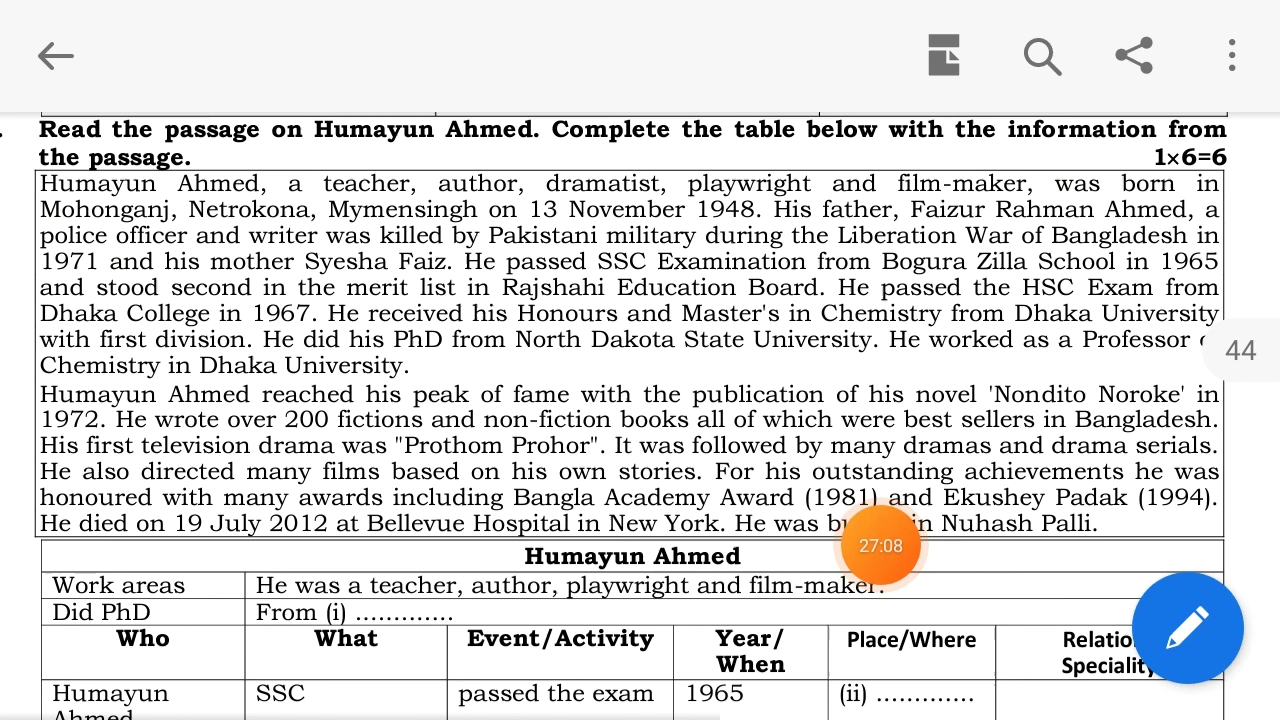 Read the passage on Humayun Ahmed. Complete the table below with the information from
the passage. 1×6=6
Humayun Ahmed, a teacher, author, dramatist, playwright and film-maker, was born in
Mohonganj, Netrokona, Mymensingh on 13 November 1948. His father, Faizur Rahman Ahmed, a
police officer and writer was killed by Pakistani military during the Liberation War of Bangladesh in
1971 and his mother Syesha Faiz. He passed SSC Examination from Bogura Zilla School in 1965
and stood second in the merit list in Rajshahi Education Board. He passed the HSC Exam from
Dhaka College in 1967. He received his Honours and Master's in Chemistry from Dhaka University
with first division. He did his PhD from North Dakota State University. He worked as a Professor
44
Chemistry in Dhaka University.
Humayun Ahmed reached his peak of fame with the publication of his novel 'Nondito Noroke' in
1972. He wrote over 200 fictions and non-fiction books all of which were best sellers in Bangladesh.
His first television drama was "Prothom Prohor". It was followed by many dramas and drama serials.
He also directed many films based on his own stories. For his outstanding achievements he was
honoured with many awards including Bangla Academy Award (1981) and Ekushey Padak (1994).
He died on 19 July 2012 at Bellevue Hospital in New York. He was in Nuhash Palli.
27:08
Humayun Ahmed
Work areas He was a teacher, author, playwright and film-maker.
Did PhD From (i) .............
Who What Event/Activity Year/ When Place/Where Speciality
Humayun Ahmed SSC passed the exam 1965 (ii) .............